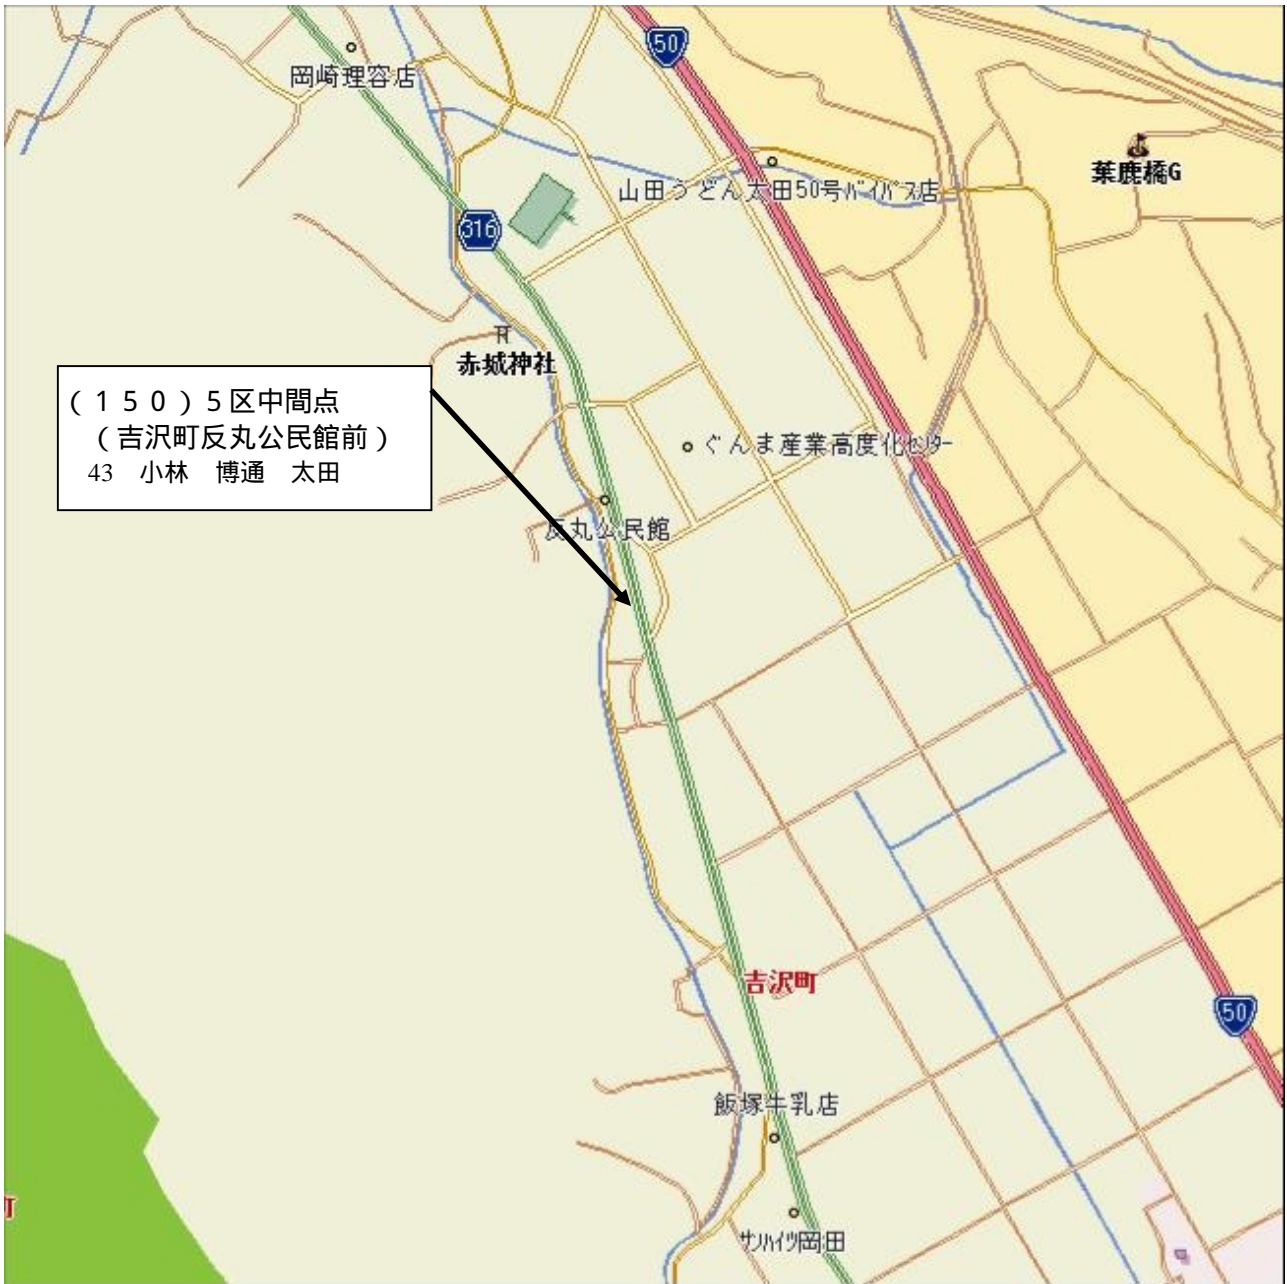 50
岡崎理容店
葉鹿橋G
山田うどん太田50号バイパス店
316
赤城神社
(150)5区中間点
(吉沢町反丸公民館前)
43 小林 博通 太田
ぐんま産業高度化センター
反丸公民館
吉沢町
50
飯塚牛乳店
町
サンハイツ岡田